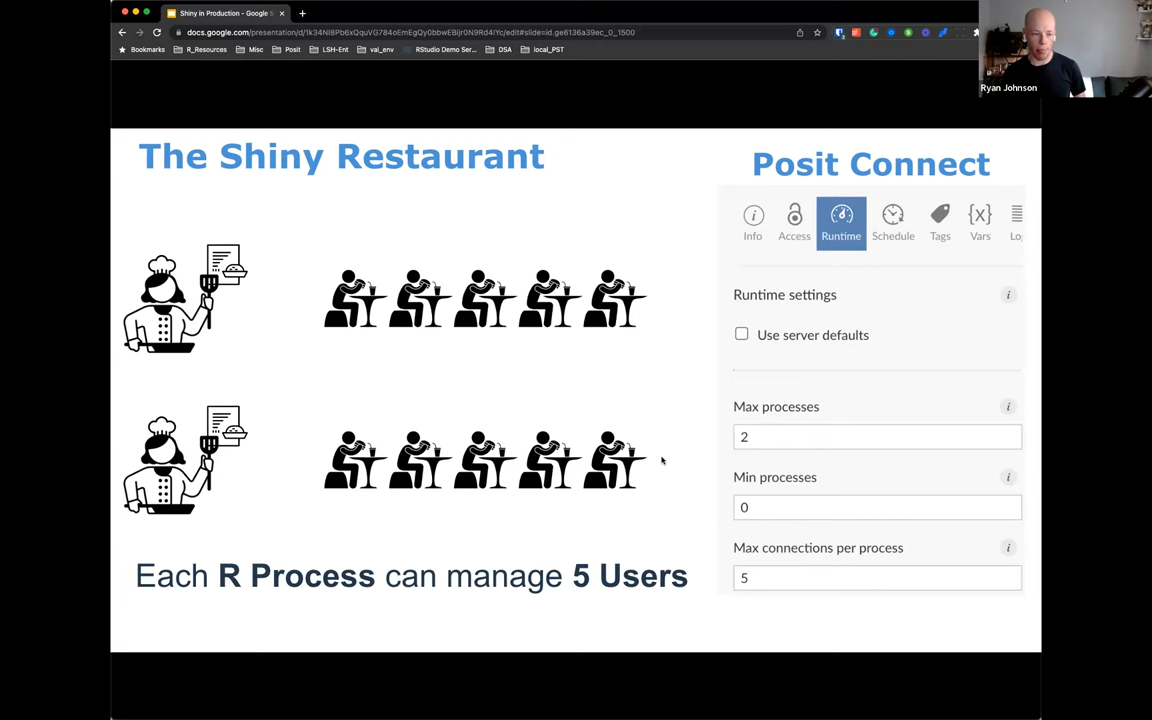 Shiny in Production - Google S
docs.google.com/presentation/d/1k34NI8Pb6xQquVG784oEmEgQy0bbwEBijr0N9Rd4IYc/edit#slide=id.ge6136a39ec_0_1500
Bookmarks
R_Resources
Misc
Posit
LSH-Ent
val_env
RStudio Demo Ser...
DSA
local_PST
Ryan Johnson
The Shiny Restaurant
Each R Process can manage 5 Users
Posit Connect
Info
Access
Runtime
Schedule
Tags
Vars
Lo
Runtime settings
Use server defaults
Max processes
2
Min processes
0
Max connections per process
5